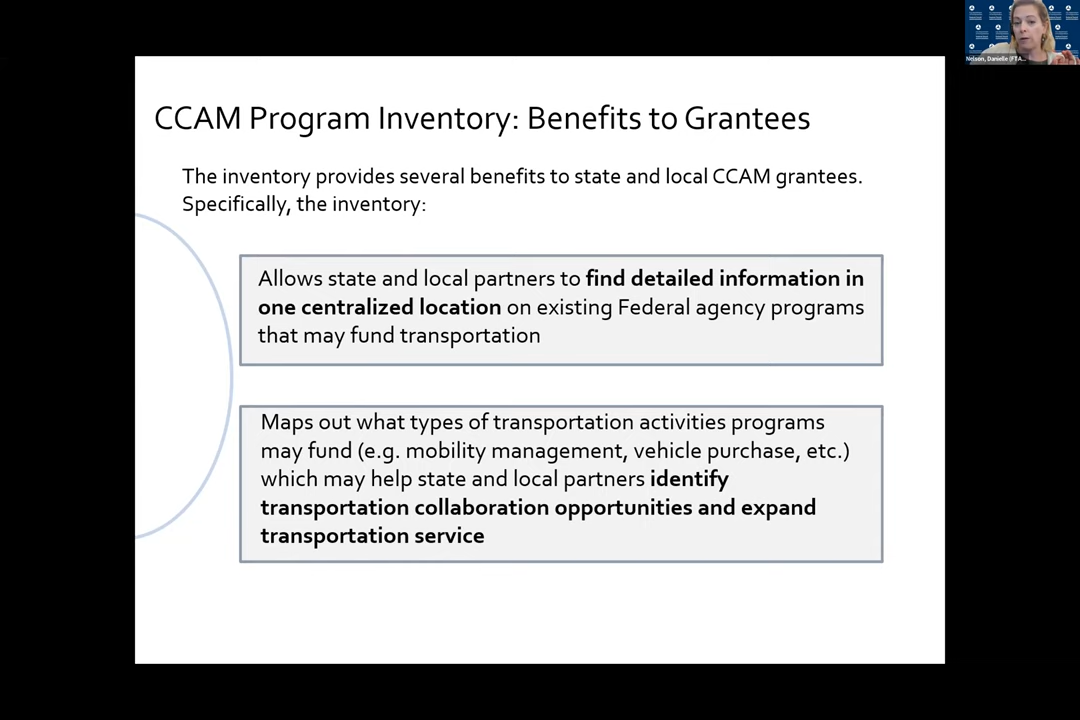 CCAM Program Inventory: Benefits to Grantees
The inventory provides several benefits to state and local CCAM grantees.
Specifically, the inventory:
Allows state and local partners to find detailed information in
one centralized location on existing Federal agency programs
that may fund transportation
Maps out what types of transportation activities programs
may fund (e.g. mobility management, vehicle purchase, etc.)
which may help state and local partners identify
transportation collaboration opportunities and expand
transportation service
Nelson, Danielle (FTA...